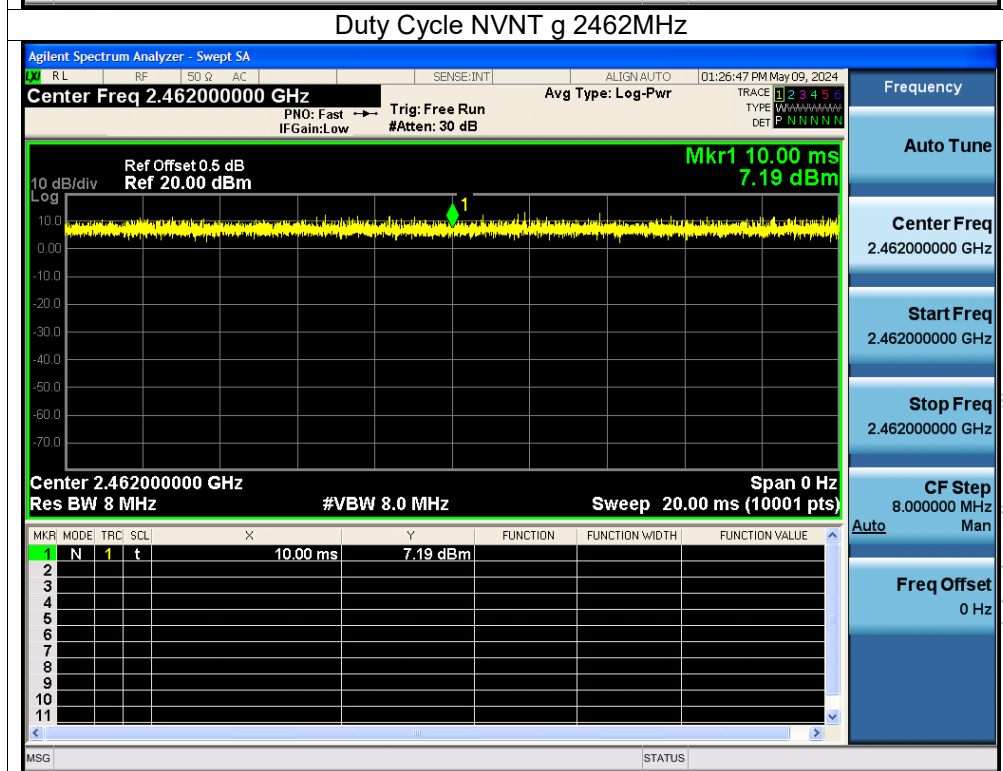 Duty Cycle NVNT g 2462MHz
Agilent Spectrum Analyzer - Swept SA
LXI RL RF 50 Ω AC SENSE:INT ALIGN AUTO 01:26:47 PM May 09, 2024
Center Freq 2.462000000 GHz Avg Type: Log-Pwr TRACE 1 2 3 4 5 6
PNO: Fast Trig: Free Run TYPE WWWWWW
IFGain:Low #Atten: 30 dB DET P N N N N N
Frequency
Mkr1 10.00 ms
Ref Offset 0.5 dB
10 dB/div Ref 20.00 dBm 7.19 dBm
Log
1
10.0
0.00
-10.0
-20.0
-30.0
-40.0
-50.0
-60.0
-70.0
Center 2.462000000 GHz Span 0 Hz
Res BW 8 MHz #VBW 8.0 MHz Sweep 20.00 ms (10001 pts)
MKR MODE TRC SCL X Y FUNCTION FUNCTION WIDTH FUNCTION VALUE
1 N 1 t 10.00 ms 7.19 dBm
2
3
4
5
6
7
8
9
10
11
MSG STATUS
Auto Tune
Center Freq
2.462000000 GHz
Start Freq
2.462000000 GHz
Stop Freq
2.462000000 GHz
CF Step
8.000000 MHz
Auto Man
Freq Offset
0 Hz